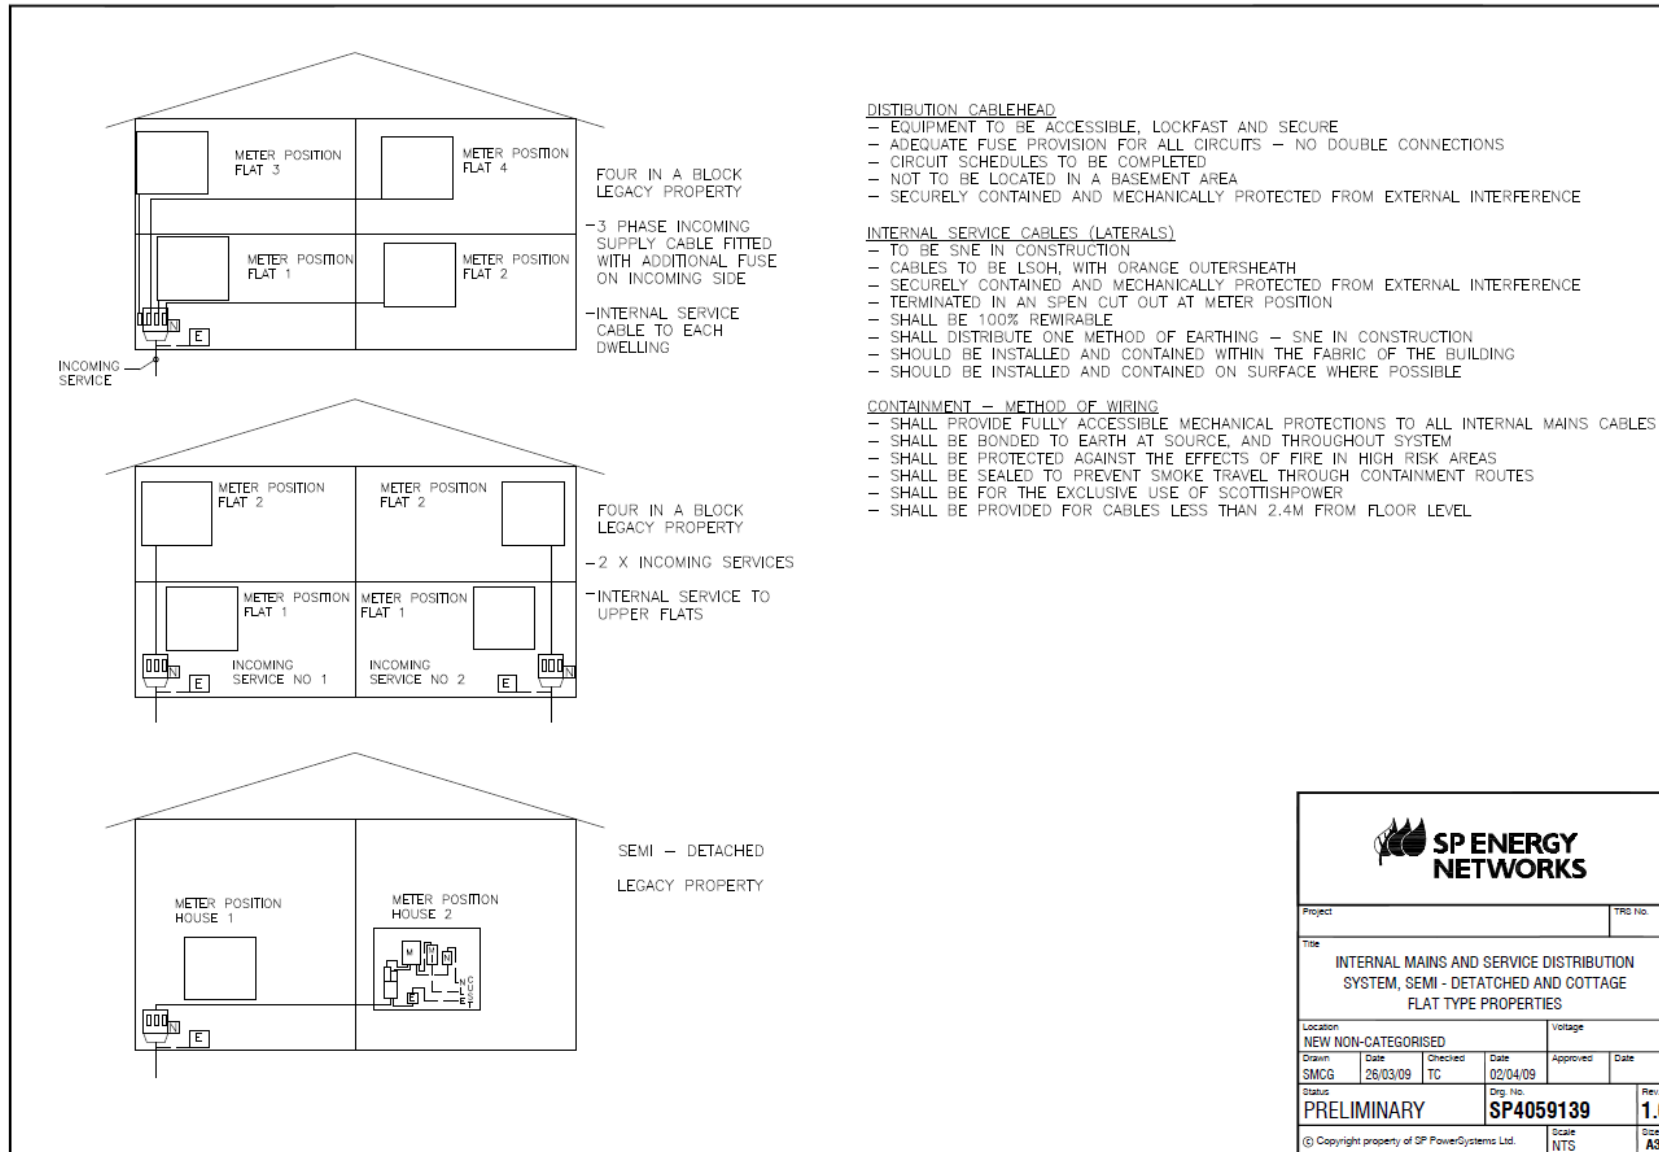 METER POSITION
FLAT 3
METER POSITION
FLAT 4
METER POSITION
FLAT 1
METER POSITION
FLAT 2
N
E
INCOMING
SERVICE
FOUR IN A BLOCK
LEGACY PROPERTY
-3 PHASE INCOMING
SUPPLY CABLE FITTED
WITH ADDITIONAL FUSE
ON INCOMING SIDE
-INTERNAL SERVICE
CABLE TO EACH
DWELLING
METER POSITION
FLAT 2
METER POSITION
FLAT 2
METER POSITION
FLAT 1
METER POSITION
FLAT 1
INCOMING
SERVICE NO 1
INCOMING
SERVICE NO 2
N
E
E
N
FOUR IN A BLOCK
LEGACY PROPERTY
-2 X INCOMING SERVICES
-INTERNAL SERVICE TO
UPPER FLATS
METER POSITION
HOUSE 1
METER POSITION
HOUSE 2
M
N
E
N
L
E
CUST
N
E
SEMI - DETACHED
LEGACY PROPERTY
DISTIBUTION CABLEHEAD
- EQUIPMENT TO BE ACCESSIBLE, LOCKFAST AND SECURE
- ADEQUATE FUSE PROVISION FOR ALL CIRCUITS - NO DOUBLE CONNECTIONS
- CIRCUIT SCHEDULES TO BE COMPLETED
- NOT TO BE LOCATED IN A BASEMENT AREA
- SECURELY CONTAINED AND MECHANICALLY PROTECTED FROM EXTERNAL INTERFERENCE
INTERNAL SERVICE CABLES (LATERALS)
- TO BE SNE IN CONSTRUCTION
- CABLES TO BE LSOH, WITH ORANGE OUTERSHEATH
- SECURELY CONTAINED AND MECHANICALLY PROTECTED FROM EXTERNAL INTERFERENCE
- TERMINATED IN AN SPEN CUT OUT AT METER POSITION
- SHALL BE 100% REWIRABLE
- SHALL DISTRIBUTE ONE METHOD OF EARTHING - SNE IN CONSTRUCTION
- SHOULD BE INSTALLED AND CONTAINED WITHIN THE FABRIC OF THE BUILDING
- SHOULD BE INSTALLED AND CONTAINED ON SURFACE WHERE POSSIBLE
CONTAINMENT - METHOD OF WIRING
- SHALL PROVIDE FULLY ACCESSIBLE MECHANICAL PROTECTIONS TO ALL INTERNAL MAINS CABLES
- SHALL BE BONDED TO EARTH AT SOURCE, AND THROUGHOUT SYSTEM
- SHALL BE PROTECTED AGAINST THE EFFECTS OF FIRE IN HIGH RISK AREAS
- SHALL BE SEALED TO PREVENT SMOKE TRAVEL THROUGH CONTAINMENT ROUTES
- SHALL BE FOR THE EXCLUSIVE USE OF SCOTTISHPOWER
- SHALL BE PROVIDED FOR CABLES LESS THAN 2.4M FROM FLOOR LEVEL
SP ENERGY
NETWORKS
Project
TRS No.
Title
INTERNAL MAINS AND SERVICE DISTRIBUTION
SYSTEM, SEMI - DETATCHED AND COTTAGE
FLAT TYPE PROPERTIES
Location
NEW NON-CATEGORISED
Voltage
Drawn
SMCG
Date
26/03/09
Checked
TC
Date
02/04/09
Approved
Date
Status
PRELIMINARY
Drg. No.
SP4059139
Rev.
© Copyright property of SP PowerSystems Ltd.
Scale
NTS
Size
A3